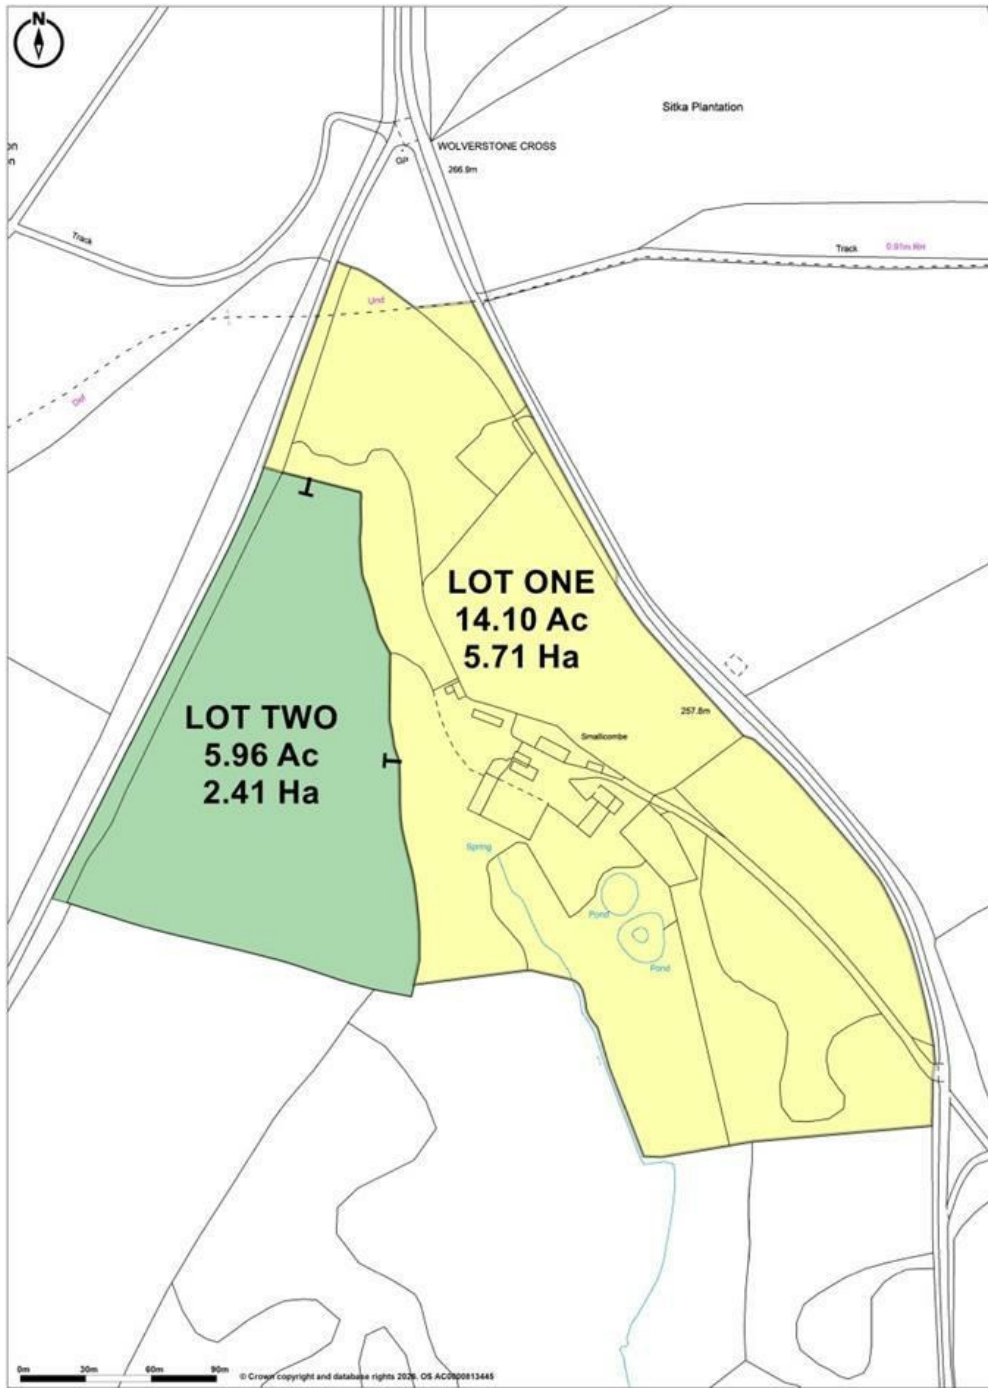 N
Sitka Plantation
on
n
WOLVERSTONE CROSS
GP
266.9m
Track
Track
0.91m RH
Und
Def
LOT ONE
14.10 Ac
5.71 Ha
LOT TWO
5.96 Ac
2.41 Ha
257.8m
Smallicombe
Spring
Pond
Pond
0m 30m 60m 90m
© Crown copyright and database rights OS AC0000813445